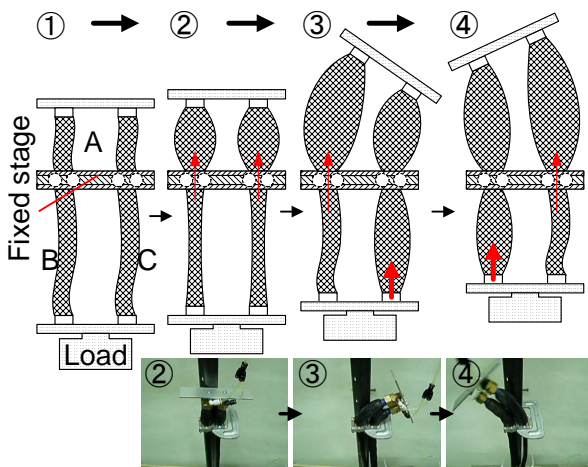 ① ② ③ ④
A
Fixed stage
B C
Load
② ③ ④